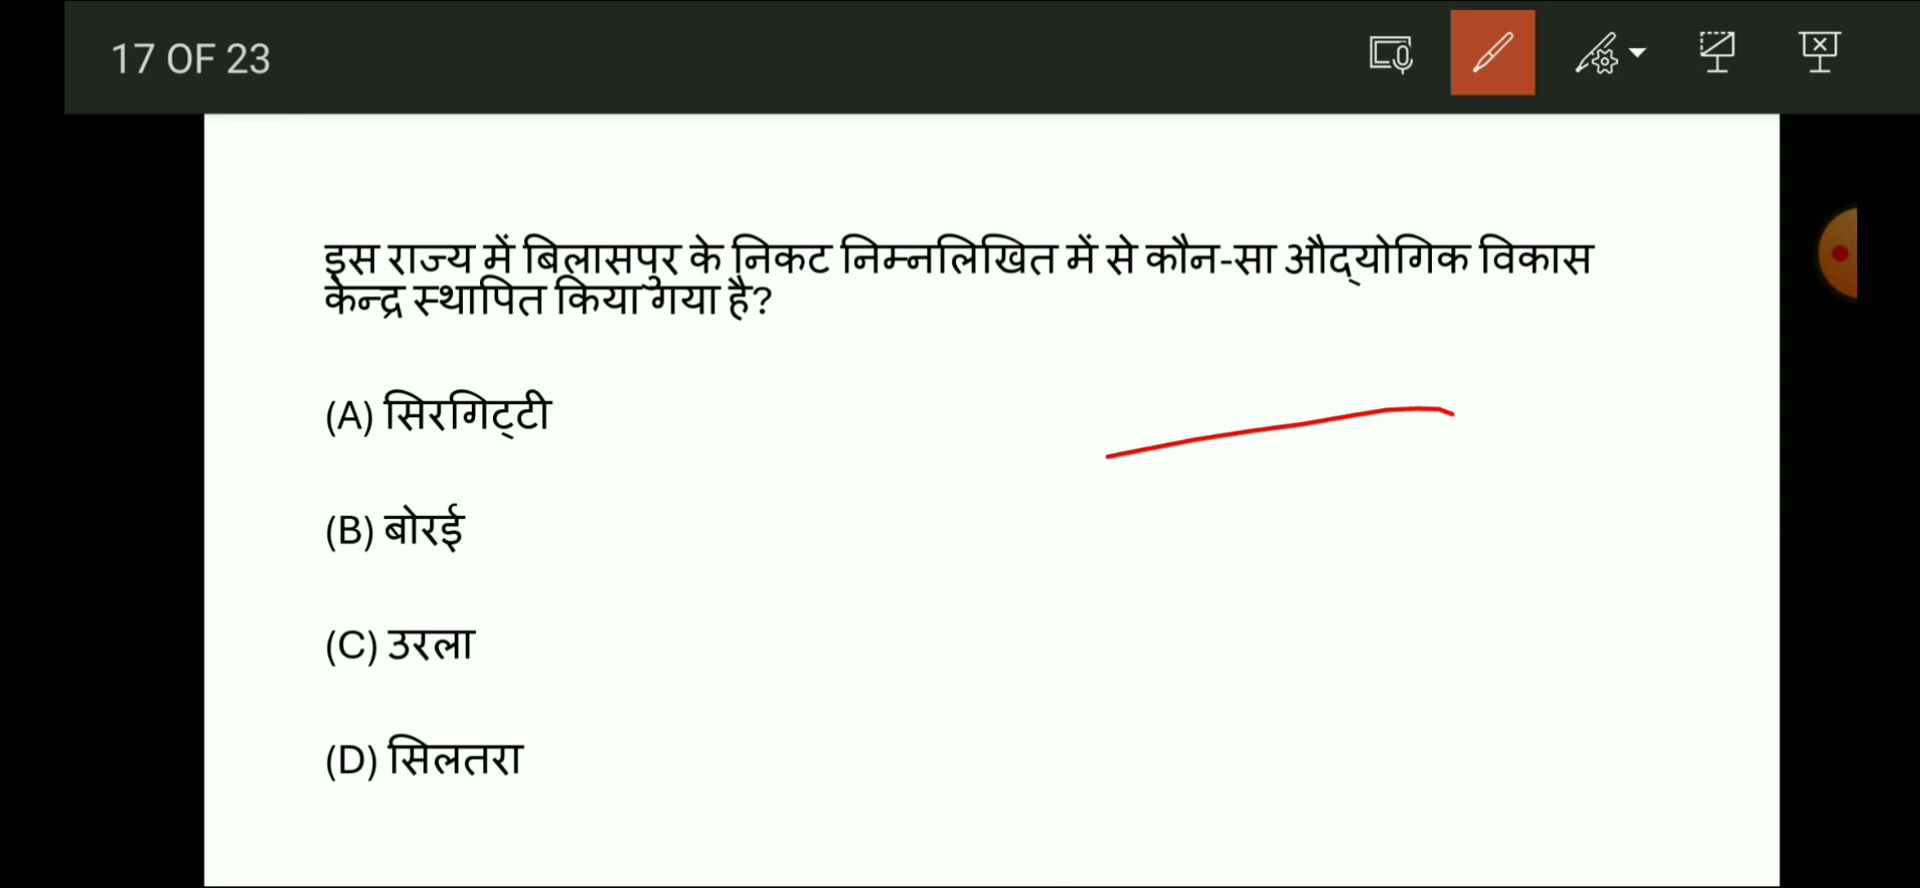 17 OF 23
इस राज्य में बिलासपुर के निकट निम्नलिखित में से कौन-सा औद्योगिक विकास
केन्द्र स्थापित किया गया है?
(A) सिरगिट्टी
(B) बोरई
(C) उरला
(D) सिलतरा